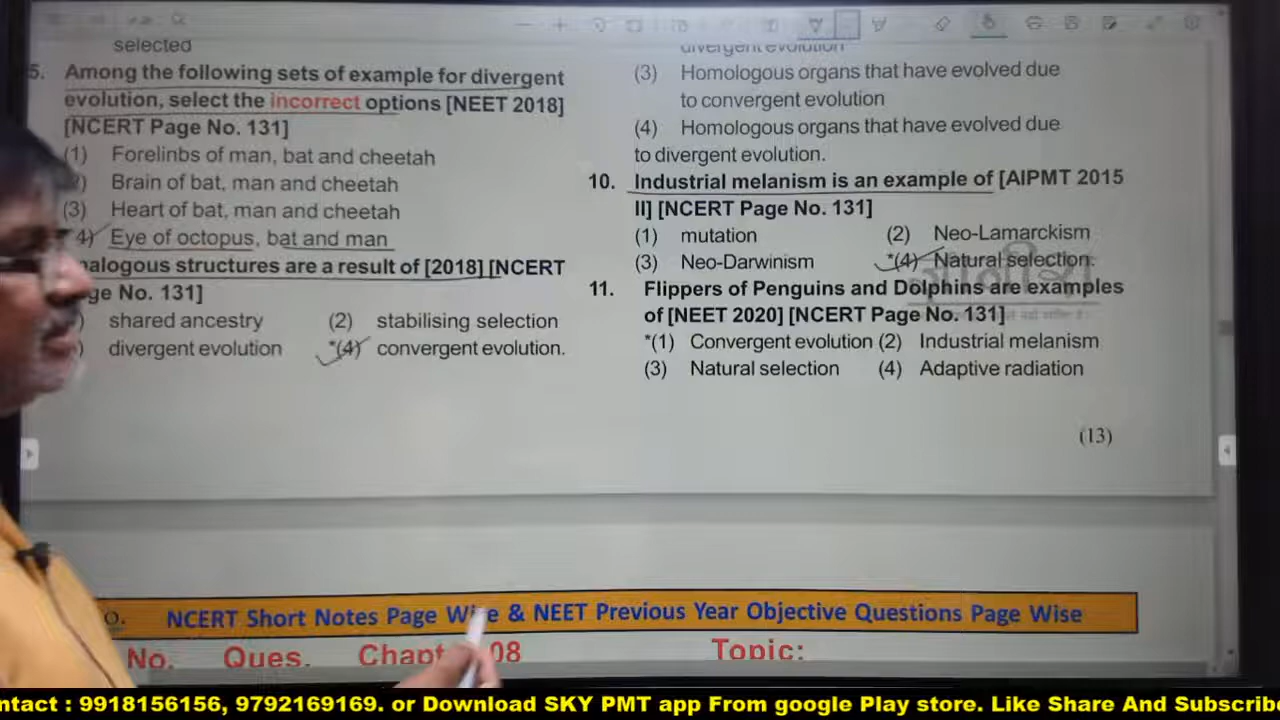 selected
5. Among the following sets of example for divergent
evolution, select the incorrect options [NEET 2018]
[NCERT Page No. 131]
(1) Forelinbs of man, bat and cheetah
Brain of bat, man and cheetah
(3) Heart of bat, man and cheetah
4) Eye of octopus, bat and man
alogous structures are a result of [2018] [NCERT
ge No. 131]
shared ancestry (2) stabilising selection
divergent evolution *(4) convergent evolution.
divergent evolution
(3) Homologous organs that have evolved due
to convergent evolution
(4) Homologous organs that have evolved due
to divergent evolution.
10. Industrial melanism is an example of [AIPMT 2015
II] [NCERT Page No. 131]
(1) mutation (2) Neo-Lamarckism
(3) Neo-Darwinism *(4) Natural selection.
11. Flippers of Penguins and Dolphins are examples
of [NEET 2020] [NCERT Page No. 131]
*(1) Convergent evolution (2) Industrial melanism
(3) Natural selection (4) Adaptive radiation
(13)
o. NCERT Short Notes Page Wise & NEET Previous Year Objective Questions Page Wise
No. Ques. Chapt 08 Topic:
ntact : 9918156156, 9792169169. or Download SKY PMT app From google Play store. Like Share And Subscribe